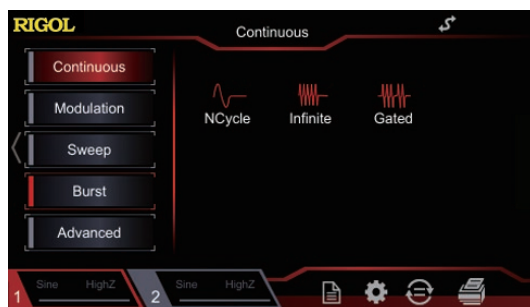 RIGOL
Continuous
Continuous
Modulation
Sweep
Burst
Advanced
NCycle Infinite Gated
1 Sine HighZ
2 Sine HighZ